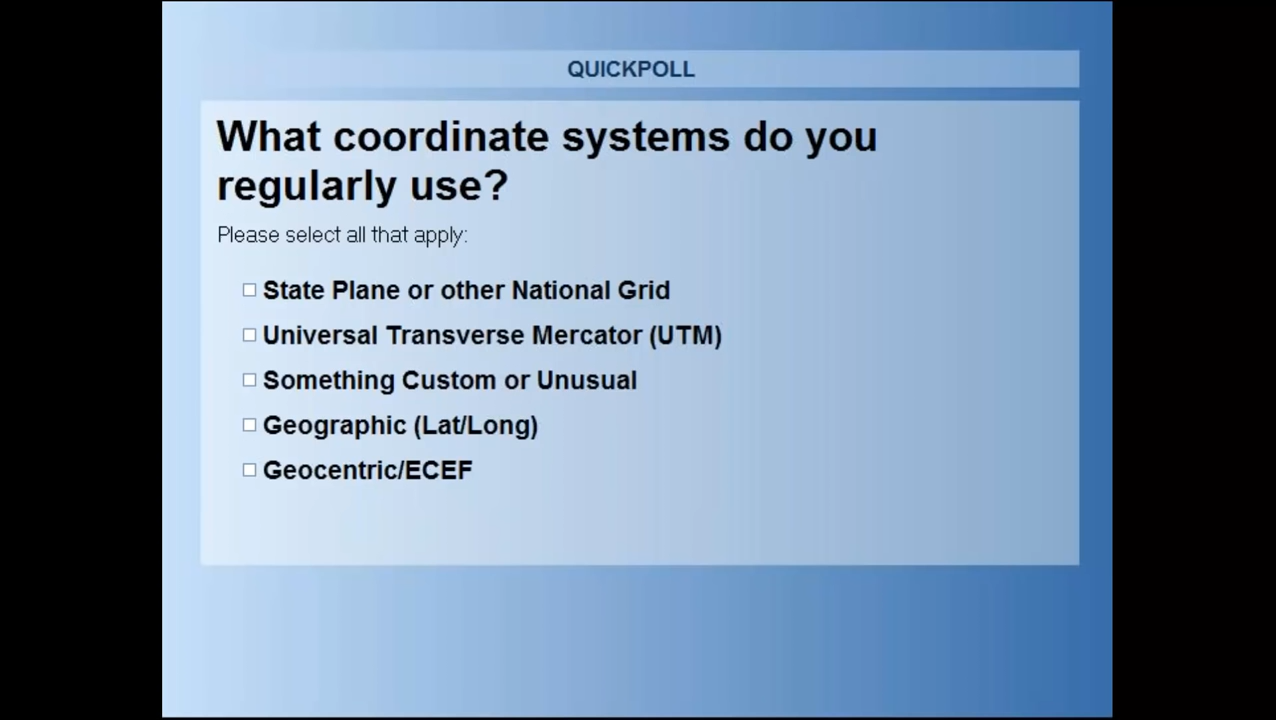 QUICKPOLL
What coordinate systems do you
regularly use?
Please select all that apply:
State Plane or other National Grid
Universal Transverse Mercator (UTM)
Something Custom or Unusual
Geographic (Lat/Long)
Geocentric/ECEF